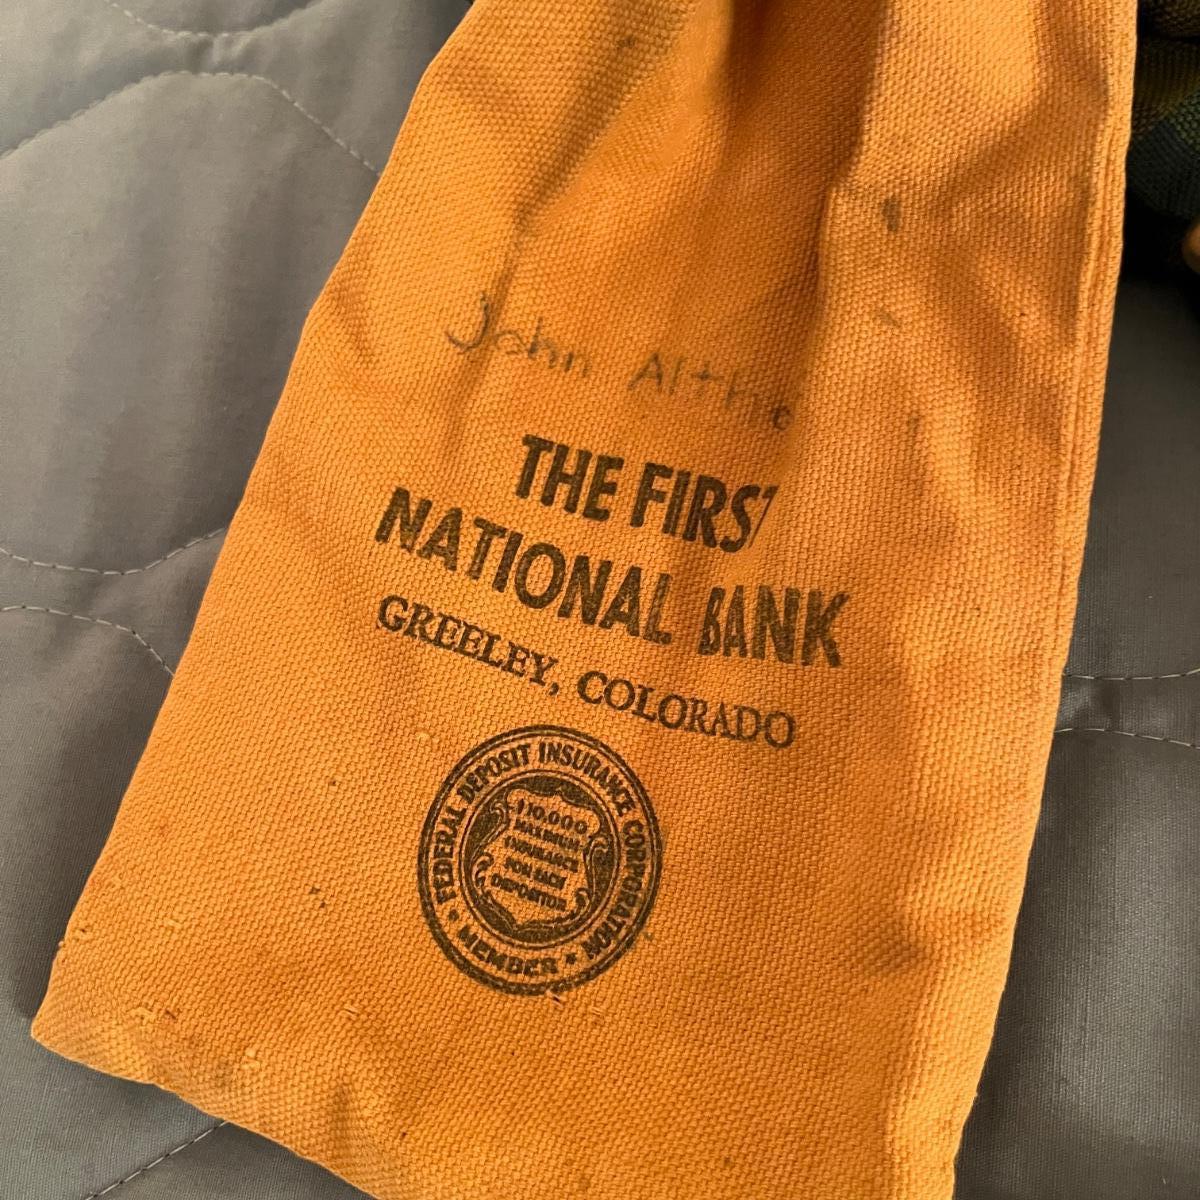 John Althe
THE FIRST
NATIONAL BANK
GREELEY, COLORADO
FEDERAL DEPOSIT INSURANCE CORPORATION
• MEMBER •
$10,000
MAXIMUM
INSURANCE
FOR EACH
DEPOSITOR